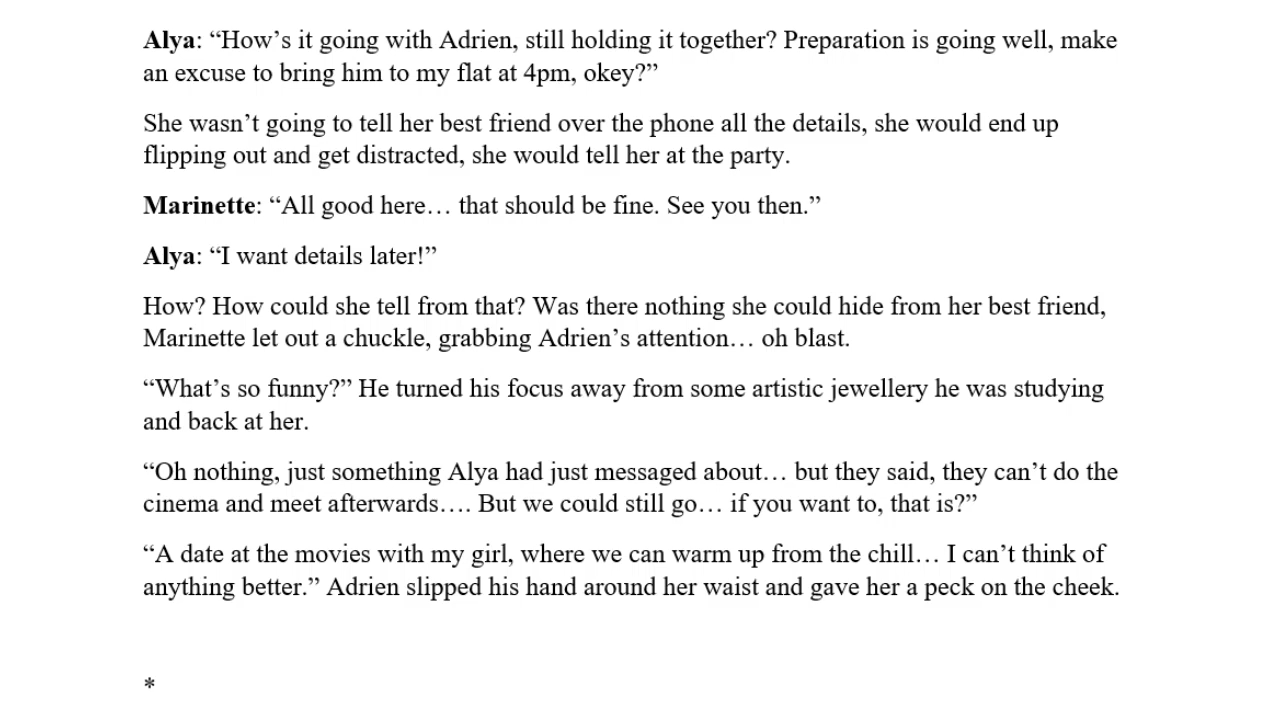 Alya: “How’s it going with Adrien, still holding it together? Preparation is going well, make
an excuse to bring him to my flat at 4pm, okey?”
She wasn’t going to tell her best friend over the phone all the details, she would end up
flipping out and get distracted, she would tell her at the party.
Marinette: “All good here… that should be fine. See you then.”
Alya: “I want details later!”
How? How could she tell from that? Was there nothing she could hide from her best friend,
Marinette let out a chuckle, grabbing Adrien’s attention… oh blast.
“What’s so funny?” He turned his focus away from some artistic jewellery he was studying
and back at her.
“Oh nothing, just something Alya had just messaged about… but they said, they can’t do the
cinema and meet afterwards…. But we could still go… if you want to, that is?”
“A date at the movies with my girl, where we can warm up from the chill… I can’t think of
anything better.” Adrien slipped his hand around her waist and gave her a peck on the cheek.
*